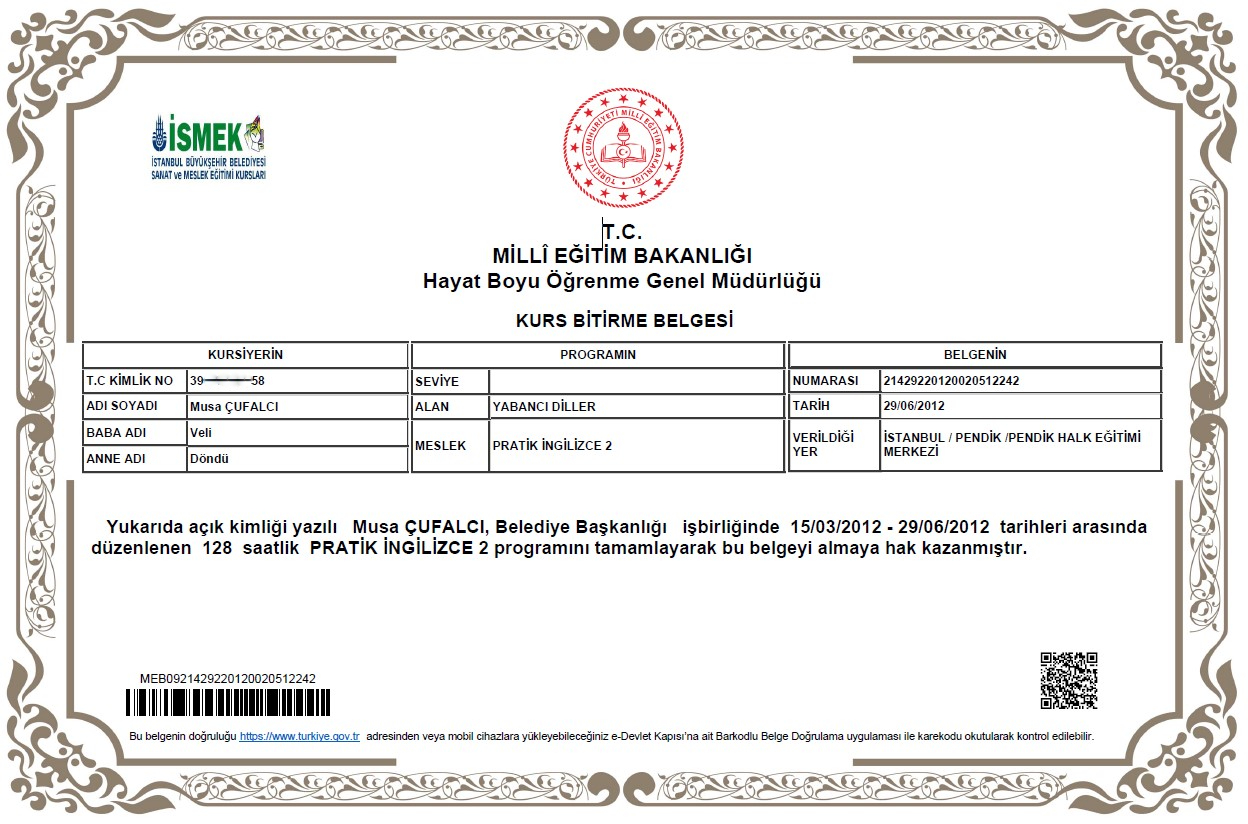 İSMEK
İSTANBUL BÜYÜKŞEHİR BELEDİYESİ
SANAT ve MESLEK EĞİTİMİ KURSLARI
TÜRKİYE CUMHURİYETİ MİLLÎ EĞİTİM BAKANLIĞI
T.C.
MİLLÎ EĞİTİM BAKANLIĞI
Hayat Boyu Öğrenme Genel Müdürlüğü
KURS BİTİRME BELGESİ
KURSİYERİN
T.C KİMLİK NO 39 58
ADI SOYADI Musa ÇUFALCI
BABA ADI Veli
ANNE ADI Döndü
PROGRAMIN
SEVİYE
ALAN YABANCI DİLLER
MESLEK PRATİK İNGİLİZCE 2
BELGENİN
NUMARASI 21429220120020512242
TARİH 29/06/2012
VERİLDİĞİ YER İSTANBUL / PENDİK /PENDİK HALK EĞİTİMİ
MERKEZİ
Yukarıda açık kimliği yazılı Musa ÇUFALCI, Belediye Başkanlığı işbirliğinde 15/03/2012 - 29/06/2012 tarihleri arasında
düzenlenen 128 saatlik PRATİK İNGİLİZCE 2 programını tamamlayarak bu belgeyi almaya hak kazanmıştır.
MEB0921429220120020512242
Bu belgenin doğruluğu https://www.turkiye.gov.tr adresinden veya mobil cihazlara yükleyebileceğiniz e-Devlet Kapısı'na ait Barkodlu Belge Doğrulama uygulaması ile karekodu okutularak kontrol edilebilir.